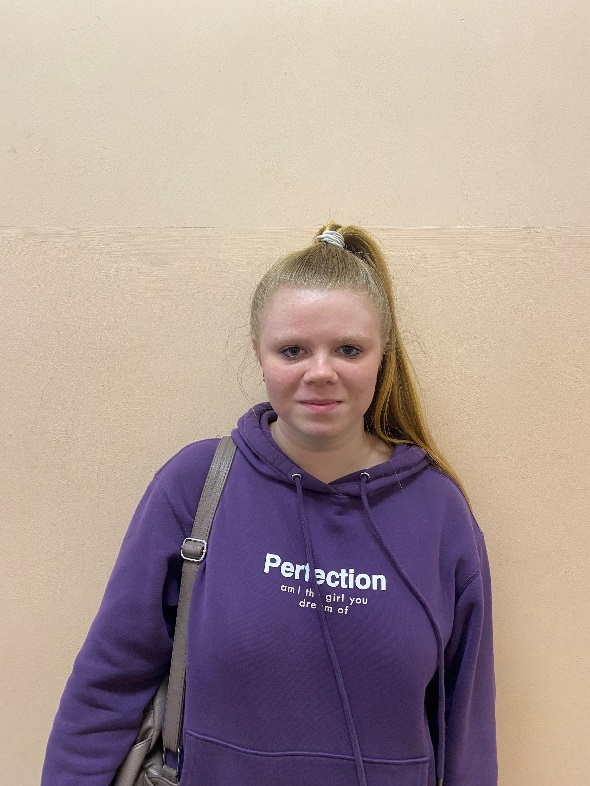 Perfection
am I the girl you
dream of